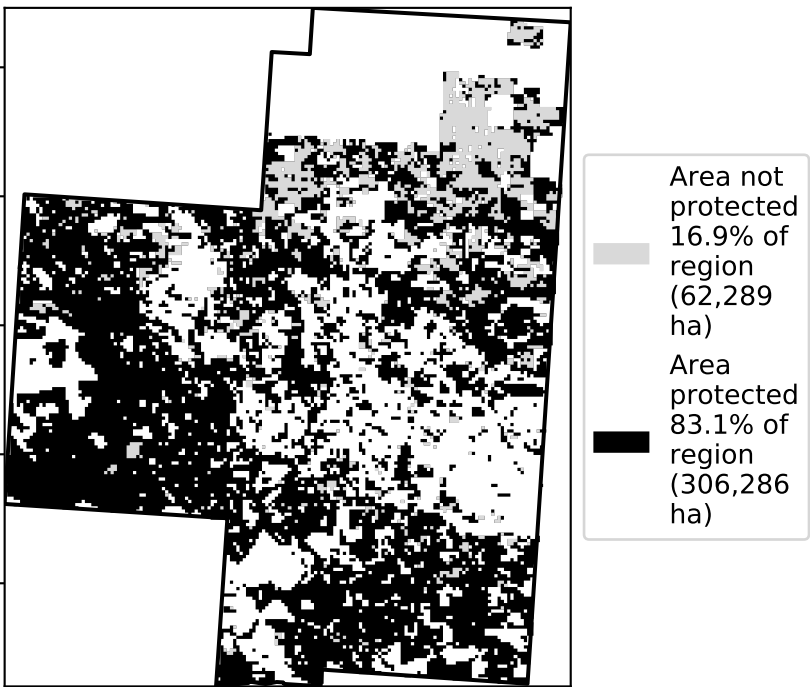 Area not
protected
16.9% of
region
(62,289
ha)
Area
protected
83.1% of
region
(306,286
ha)